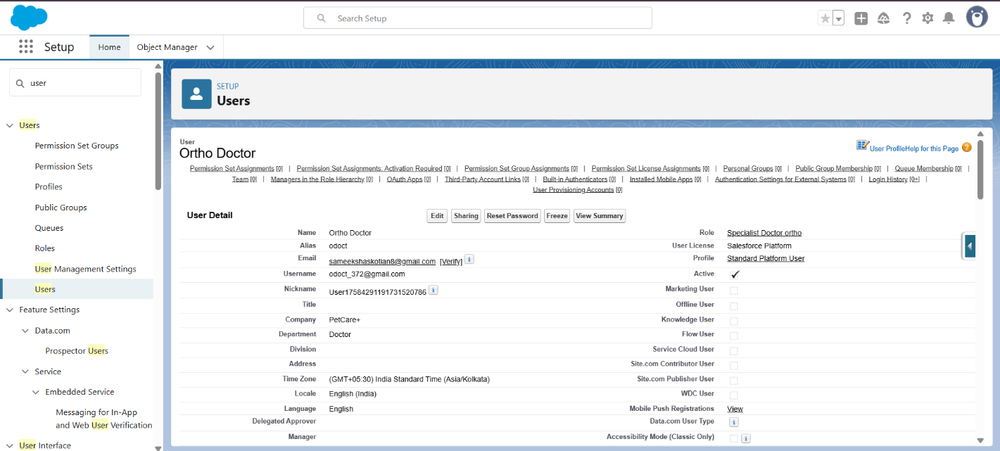 Search Setup
Setup
Home
Object Manager
user
Users
Permission Set Groups
Permission Sets
Profiles
Public Groups
Queues
Roles
User Management Settings
Users
Feature Settings
Data.com
Prospector Users
Service
Embedded Service
Messaging for In-App
and Web User Verification
User Interface
SETUP
Users
User
Ortho Doctor
User Profile Help for this Page ?
Permission Set Assignments [0] | Permission Set Assignments: Activation Required [0] | Permission Set Group Assignments [0] | Permission Set License Assignments [0] | Personal Groups [0] | Public Group Membership [0] | Queue Membership [0] |
Team [0] | Managers in the Role Hierarchy [0] | OAuth Apps [0] | Third-Party Account Links [0] | Built-in Authenticators [0] | Installed Mobile Apps [0] | Authentication Settings for External Systems [0] | Login History [0+] |
User Provisioning Accounts [0]
User Detail
Edit Sharing Reset Password Freeze View Summary
Name Ortho Doctor Role Specialist Doctor ortho
Alias odoct User License Salesforce Platform
Email sameekshaskotian8@gmail.com [Verify] i Profile Standard Platform User
Username odoct_372@gmail.com Active
Nickname User17584291191731520786 i Marketing User
Title Offline User
Company PetCare+ Knowledge User
Department Doctor Flow User
Division Service Cloud User
Address Site.com Contributor User
Time Zone (GMT+05:30) India Standard Time (Asia/Kolkata) Site.com Publisher User
Locale English (India) WDC User
Language English Mobile Push Registrations View
Delegated Approver Data.com User Type i
Manager Accessibility Mode (Classic Only) i